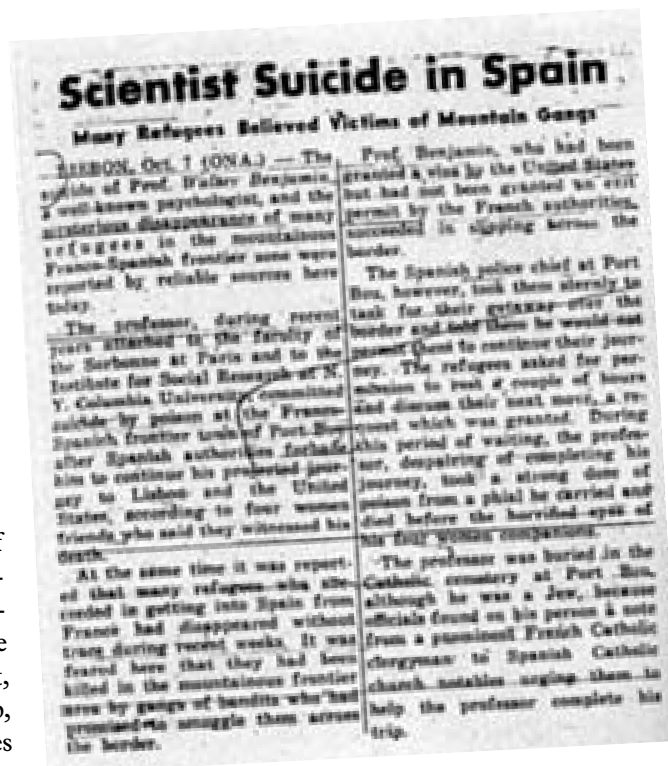 Scientist Suicide in Spain
Many Refugees Believed Victims of Mountain Gangs
LISBON, Oct. 7 (ONA.) — The
suicide of Prof. Walter Benjamin,
a well-known psychologist, and the
mysterious disappearance of many
refugees in the mountainous
Franco-Spanish frontier zone were
reported by reliable sources here
today.
The professor, during recent
years attached to the faculty of
the Sorbonne at Paris and to the
Institute for Social Research of N.
Y. Columbia University, committed
suicide by poison at the Franco-
Spanish frontier town of Port Bou
after Spanish authorities forbade
him to continue his projected jour-
ney to Lisbon and the United
States, according to four women
friends who said they witnessed his
death.
At the same time it was report-
ed that many refugees who suc-
ceeded in getting into Spain from
France had disappeared without
trace during recent weeks. It was
feared here that they had been
killed in the mountainous frontier
area by gangs of bandits who had
promised to smuggle them across
the border.
Prof. Benjamin, who had been
granted a visa by the United States
but had not been granted an exit
permit by the French authorities,
succeeded in slipping across the
border.
The Spanish police chief at Port
Bou, however, took them sternly to
task for their getaway over the
border and told them he would not
permit them to continue their jour-
ney. The refugees asked for per-
mission to rest a couple of hours
and discuss their next move, a re-
quest which was granted. During
this period of waiting, the profes-
sor, despairing of completing his
journey, took a strong dose of
poison from a phial he carried and
died before the horrified eyes of
his four woman companions.
The professor was buried in the
Catholic cemetery at Port Bou,
although he was a Jew, because
officials found on his person a note
from a prominent French Catholic
clergyman to Spanish Catholic
church notables urging them to
help the professor complete his
trip.